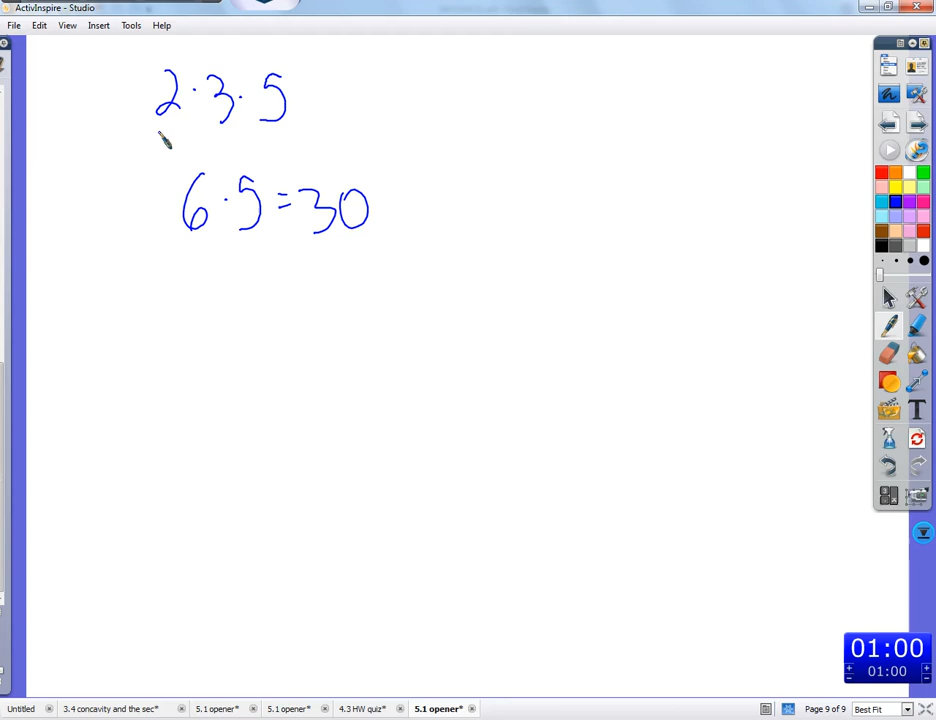 ActivInspire - Studio
File Edit View Insert Tools Help
2 · 3 · 5
6 · 5 = 30
01:00
01:00
Untitled 3.4 concavity and the sec* 5.1 opener* 5.1 opener* 4.3 HW quiz* 5.1 opener* Page 9 of 9 Best Fit